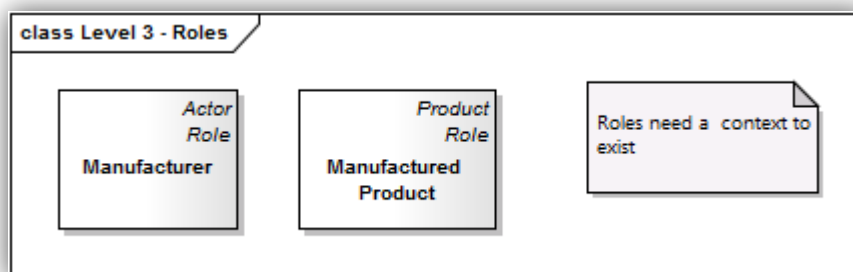 class Level 3 - Roles
Actor
Role
Manufacturer
Product
Role
Manufactured
Product
Roles need a context to
exist